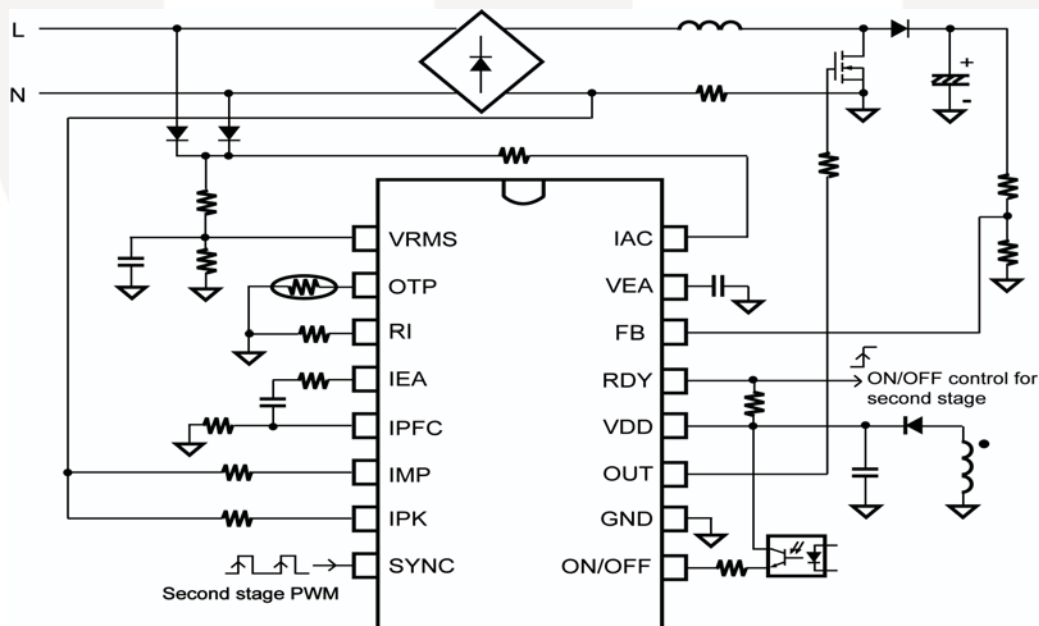 L
N
+
-
VRMS
OTP
RI
IEA
IPFC
IMP
IPK
SYNC
IAC
VEA
FB
RDY
VDD
OUT
GND
ON/OFF
ON/OFF control for
second stage
Second stage PWM